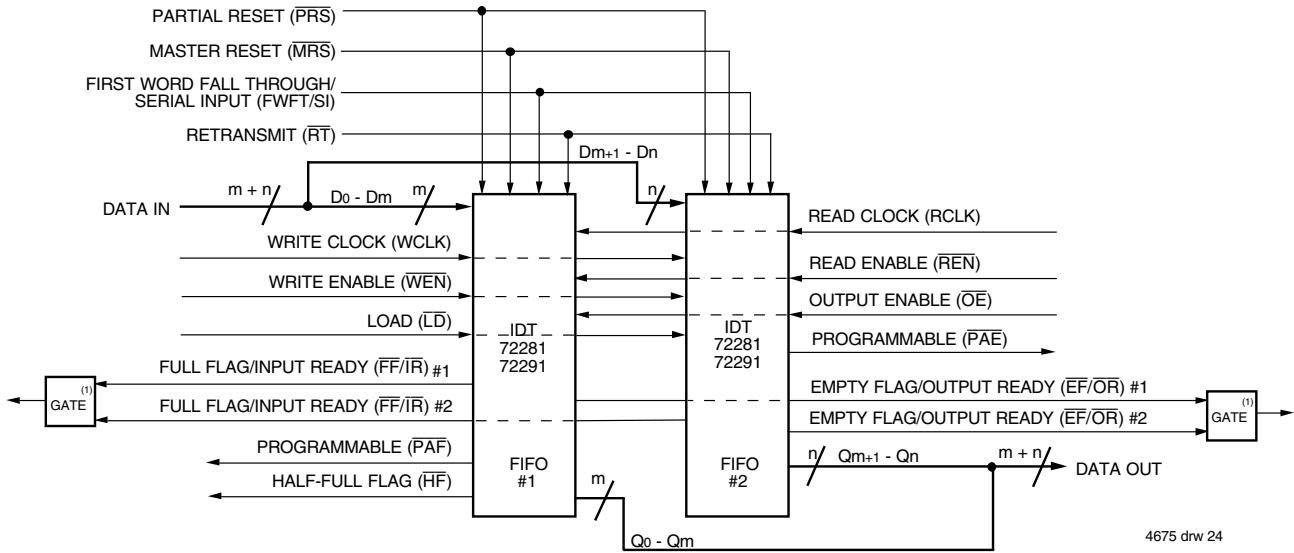 PARTIAL RESET (PRS)
MASTER RESET (MRS)
FIRST WORD FALL THROUGH/
SERIAL INPUT (FWFT/SI)
RETRANSMIT (RT)
Dm+1 - Dn
m + n
D0 - Dm
m
n
DATA IN
READ CLOCK (RCLK)
WRITE CLOCK (WCLK)
READ ENABLE (REN)
WRITE ENABLE (WEN)
OUTPUT ENABLE (OE)
LOAD (LD)
IDT
72281
72291
IDT
72281
72291
PROGRAMMABLE (PAE)
FULL FLAG/INPUT READY (FF/IR) #1
EMPTY FLAG/OUTPUT READY (EF/OR) #1
(1)
GATE
(1)
GATE
FULL FLAG/INPUT READY (FF/IR) #2
EMPTY FLAG/OUTPUT READY (EF/OR) #2
PROGRAMMABLE (PAF)
FIFO
#1
FIFO
#2
n
Qm+1 - Qn
m + n
DATA OUT
HALF-FULL FLAG (HF)
m
Q0 - Qm
4675 drw 24